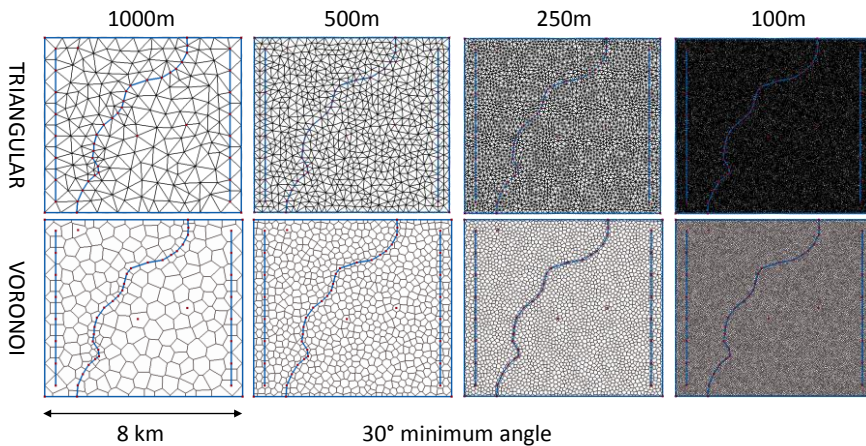 1000m
500m
250m
100m
TRIANGULAR
VORONOI
8 km
30° minimum angle